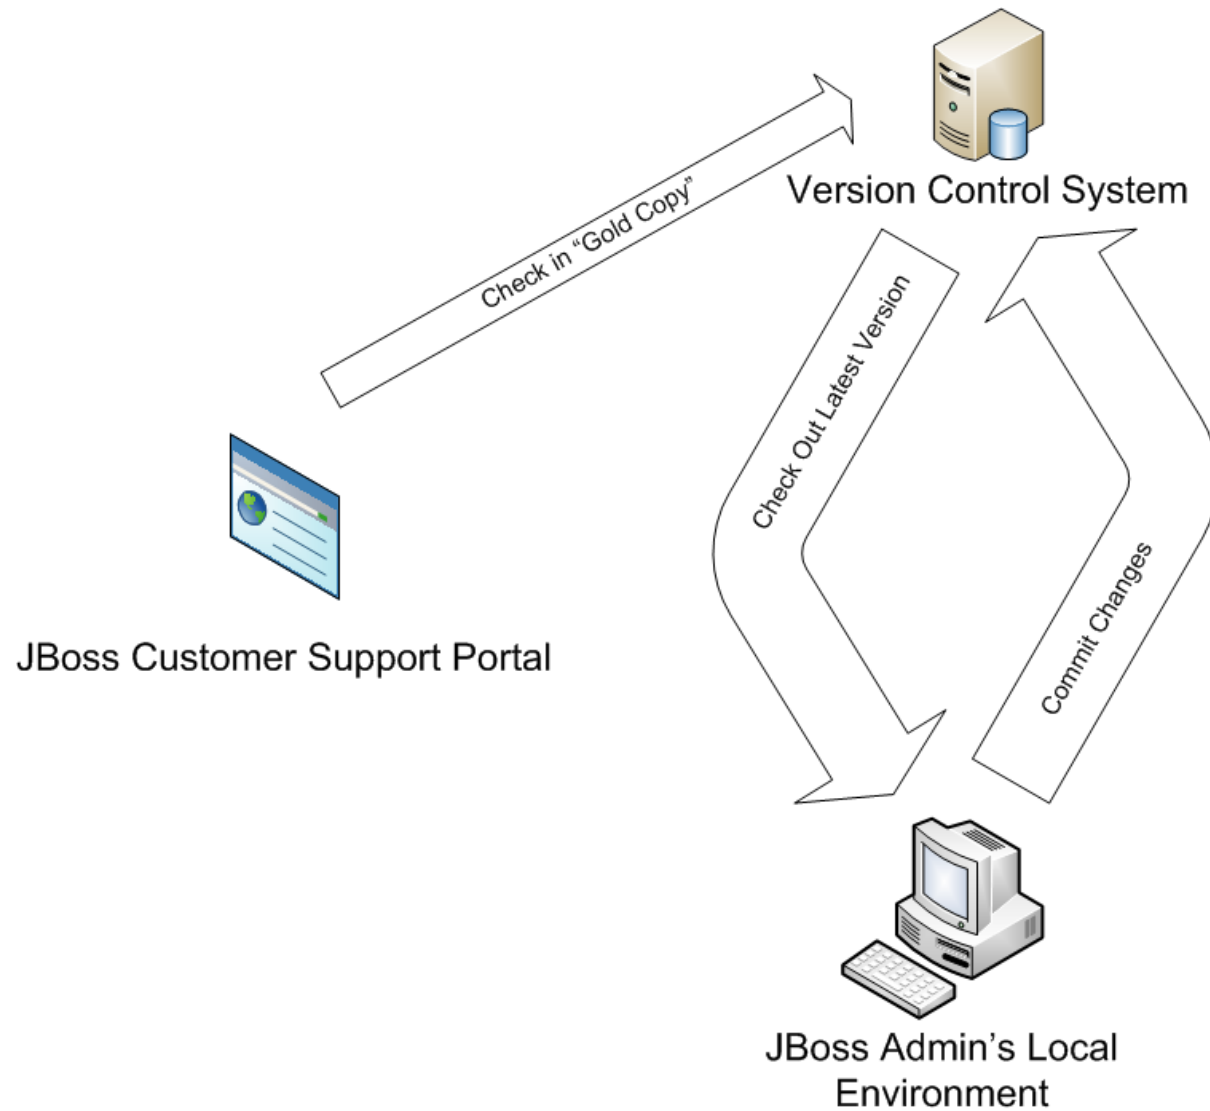 Version Control System
Check in “Gold Copy”
Check Out Latest Version
Commit Changes
JBoss Customer Support Portal
JBoss Admin’s Local
Environment